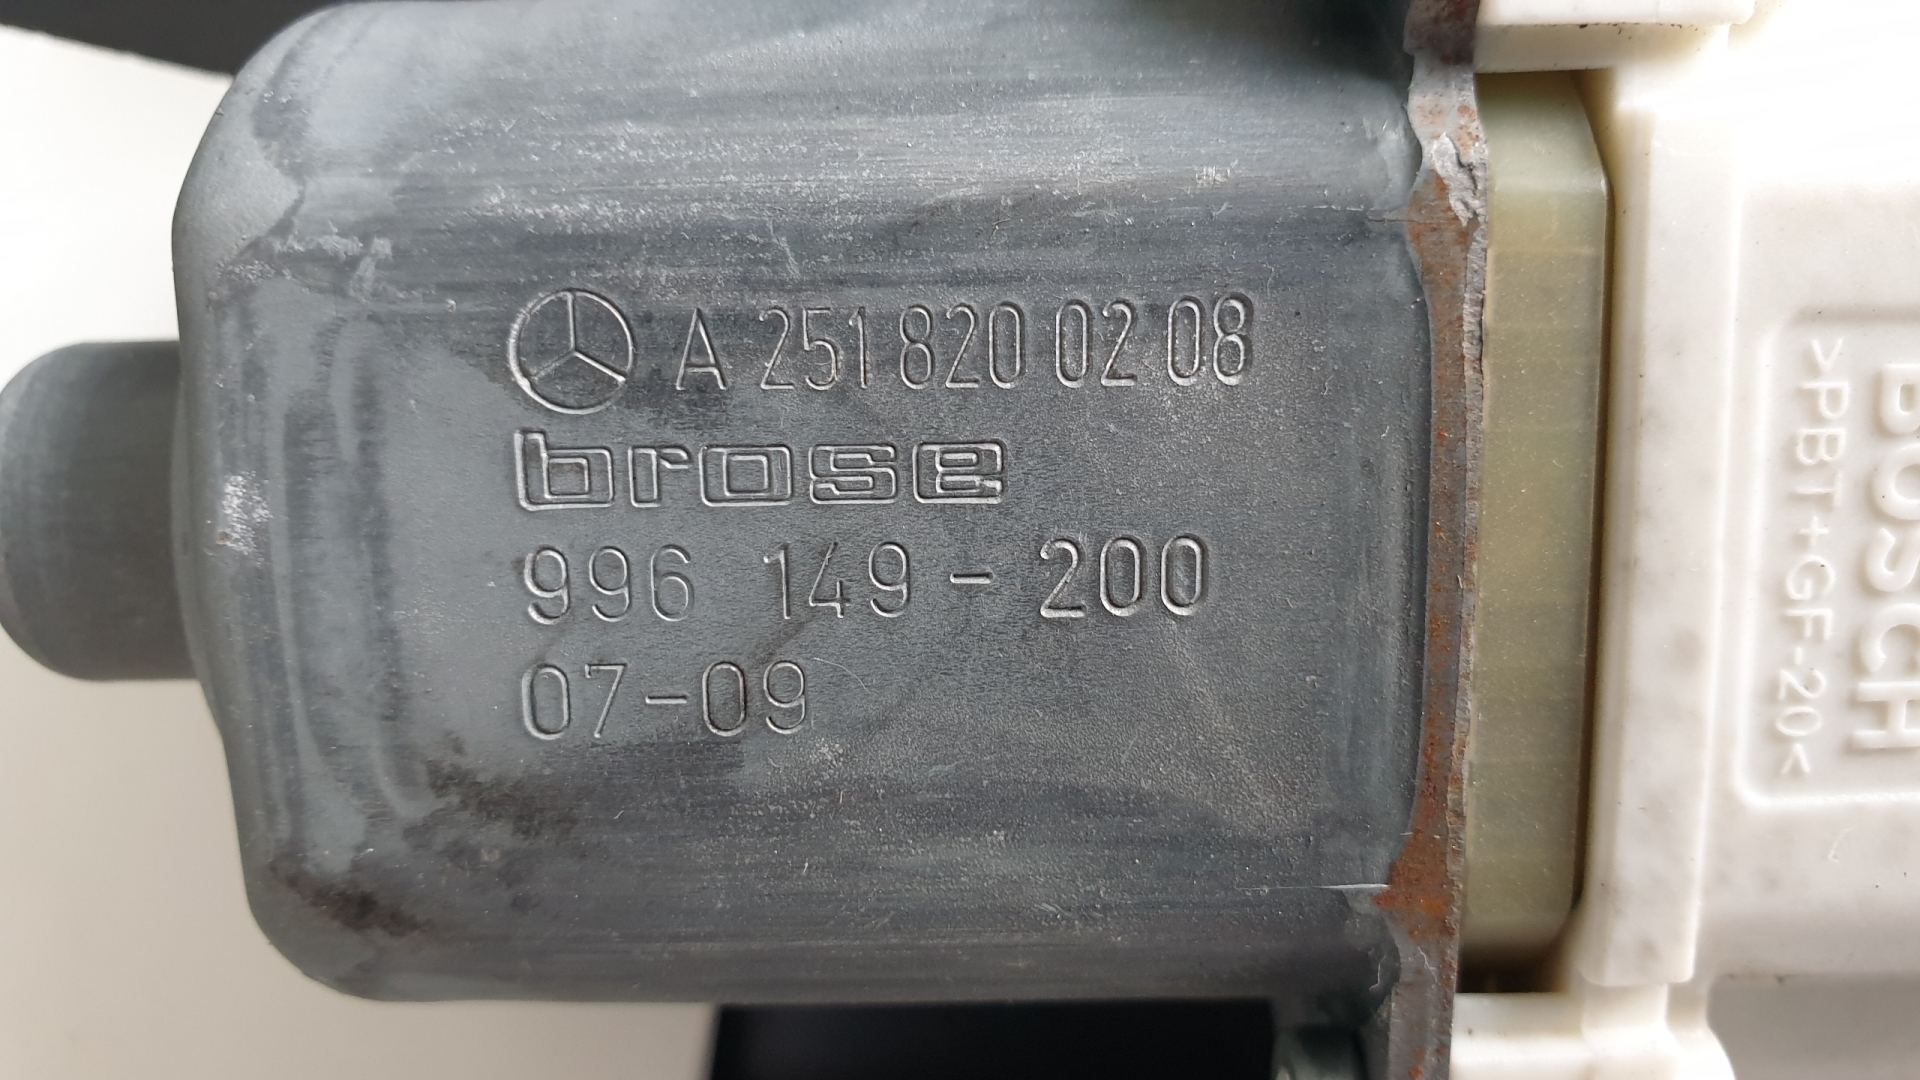 A 251 820 02 08
brose
996 149-200
07-09
BOSCH
>PBT+GF-20<